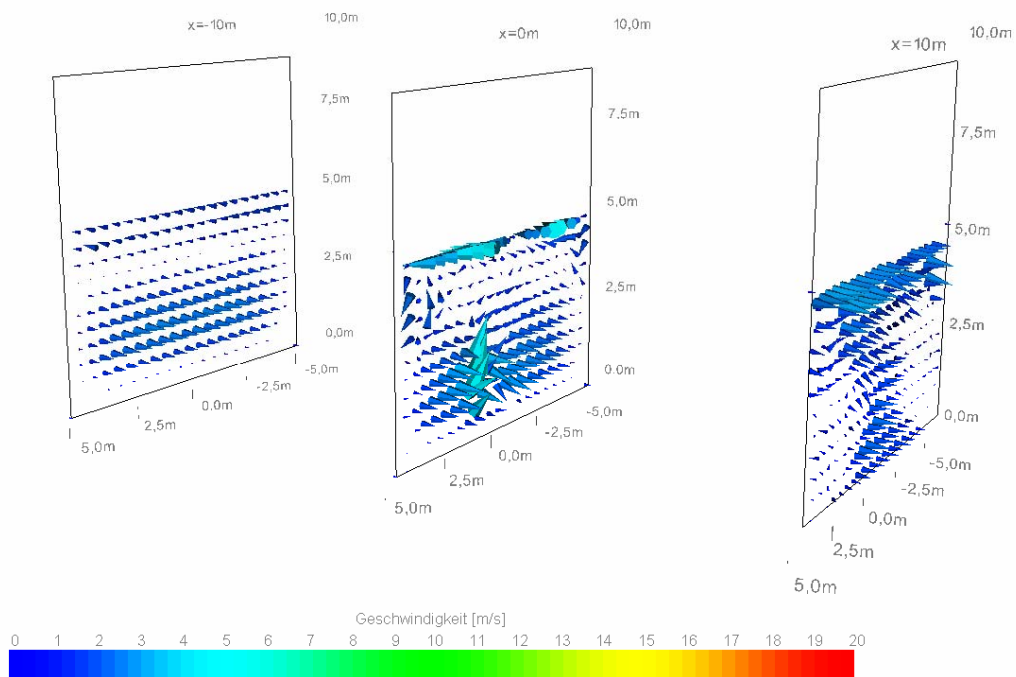 x=-10m
10,0m
7,5m
5,0m
2,5m
0,0m
-5,0m
-2,5m
0,0m
2,5m
5,0m
x=0m
10,0m
7.5m
5.0m
2,5m
0.0m
-5,0m
-2,5m
0,0m
2,5m
5,0m
x=10m
10,0m
7,5m
5,0m
2,5m
0,0m
-5,0m
-2,5m
0,0m
2,5m
5,0m
Geschwindigkeit [m/s]
0 1 2 3 4 5 6 7 8 9 10 11 12 13 14 15 16 17 18 19 20